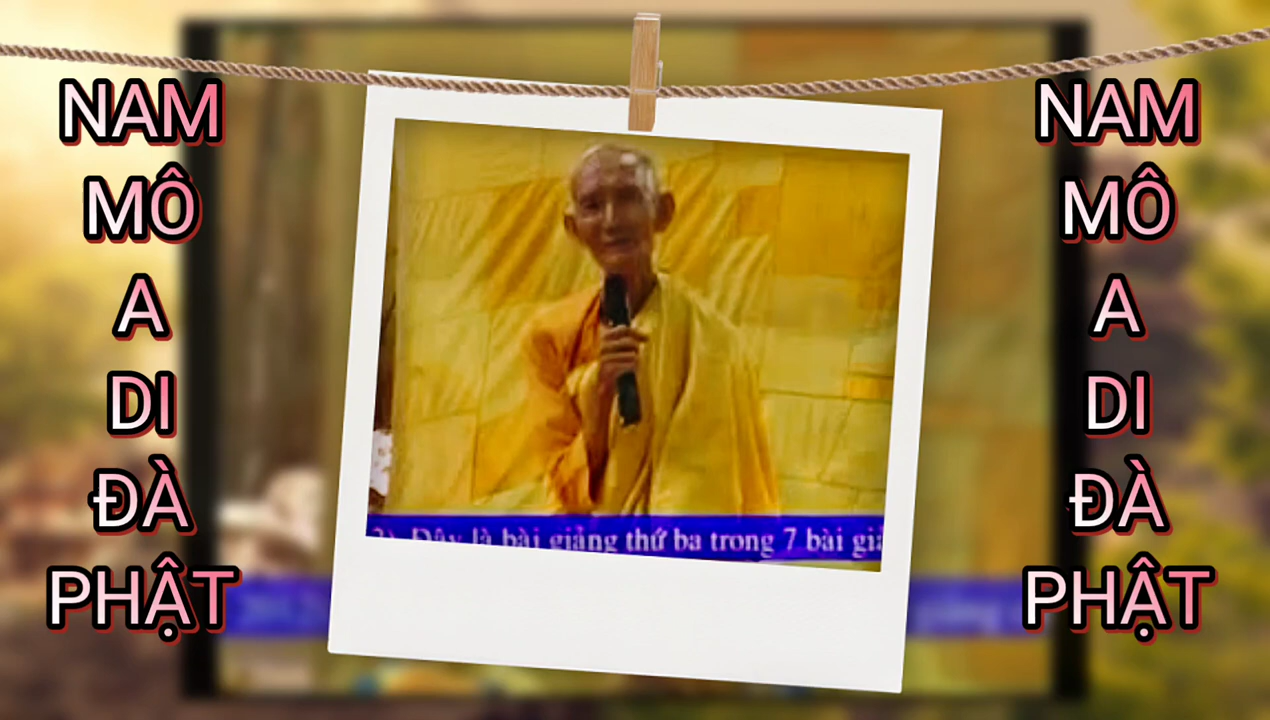 NAM
MÔ
A
DI
ĐÀ
PHẬT
Đây là bài giảng thứ ba trong 7 bài
NAM
MÔ
A
DI
ĐÀ
PHẬT